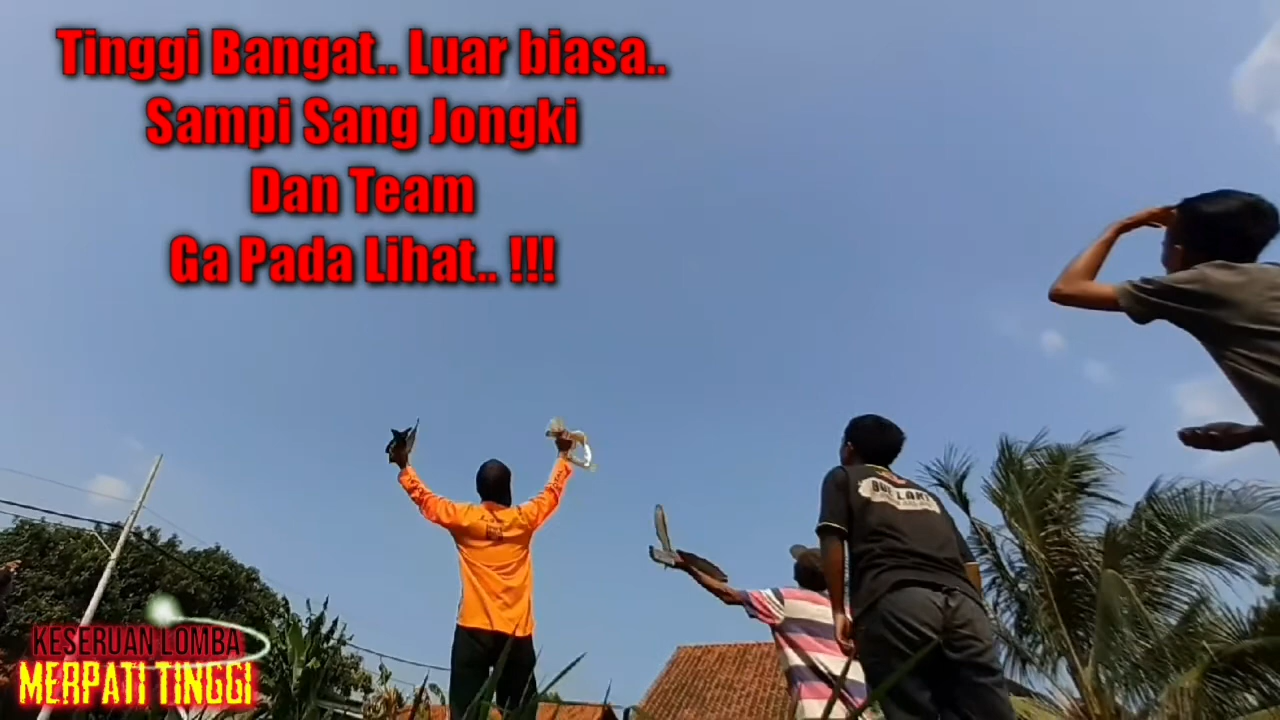 Tinggi Bangat.. Luar biasa..
Sampi Sang Jongki
Dan Team
Ga Pada Lihat.. !!!
KESERUAN LOMBA
MERPATI TINGGI